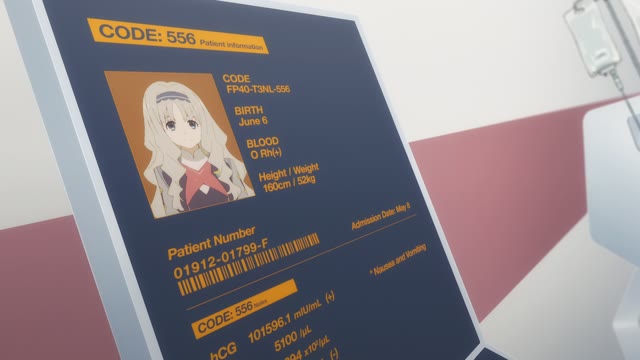 CODE: 556 Patient information
CODE
FP40-T3NL-556
BIRTH
June 6
BLOOD
O Rh(+)
Height / Weight
160cm / 52kg
Patient Number
01912-01799-F
Admission Date: May 8
* Nausea and Vomiting
CODE: 556 Notes
hCG 101596.1 mIU/mL (+)
5100 /μL